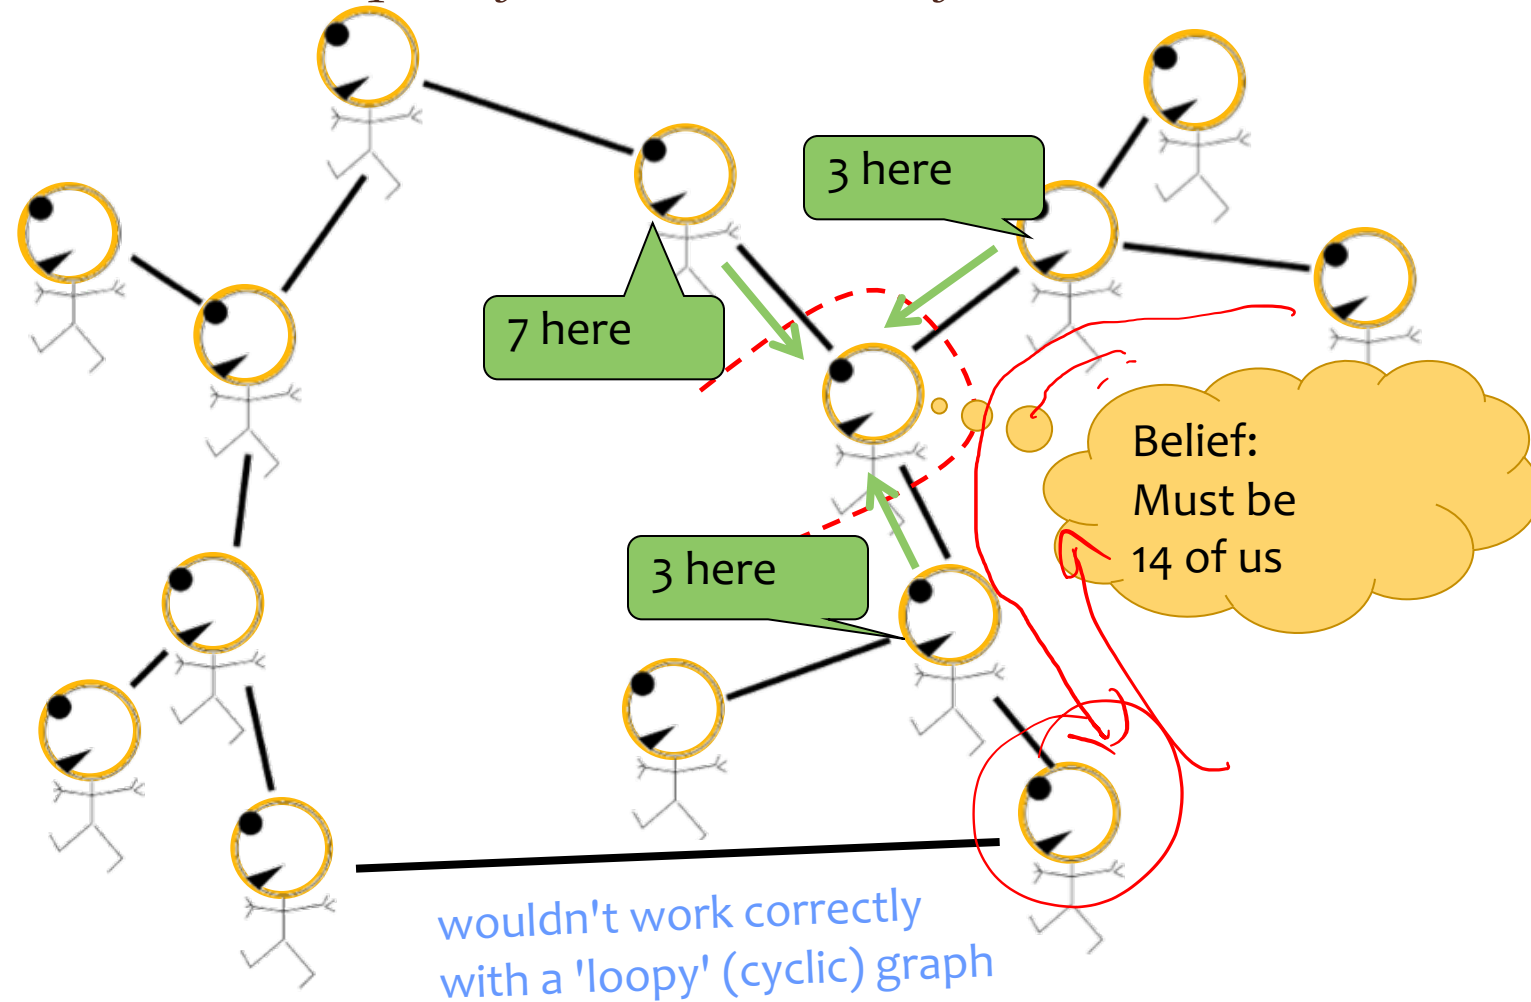 3 here
7 here
Belief:
Must be
14 of us
3 here
wouldn't work correctly
with a 'loopy' (cyclic) graph